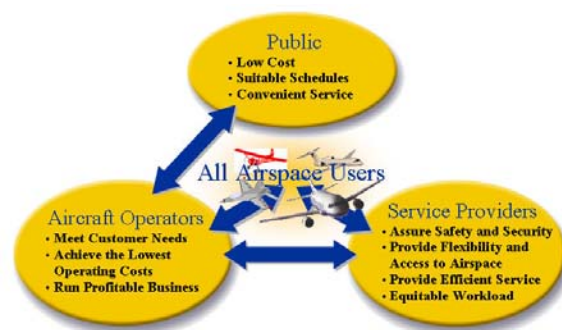 Public
• Low Cost
• Suitable Schedules
• Convenient Service
All Airspace Users
Aircraft Operators
• Meet Customer Needs
• Achieve the Lowest
Operating Costs
• Run Profitable Business
Service Providers
• Assure Safety and Security
• Provide Flexibility and
Access to Airspace
• Provide Efficient Service
• Equitable Workload